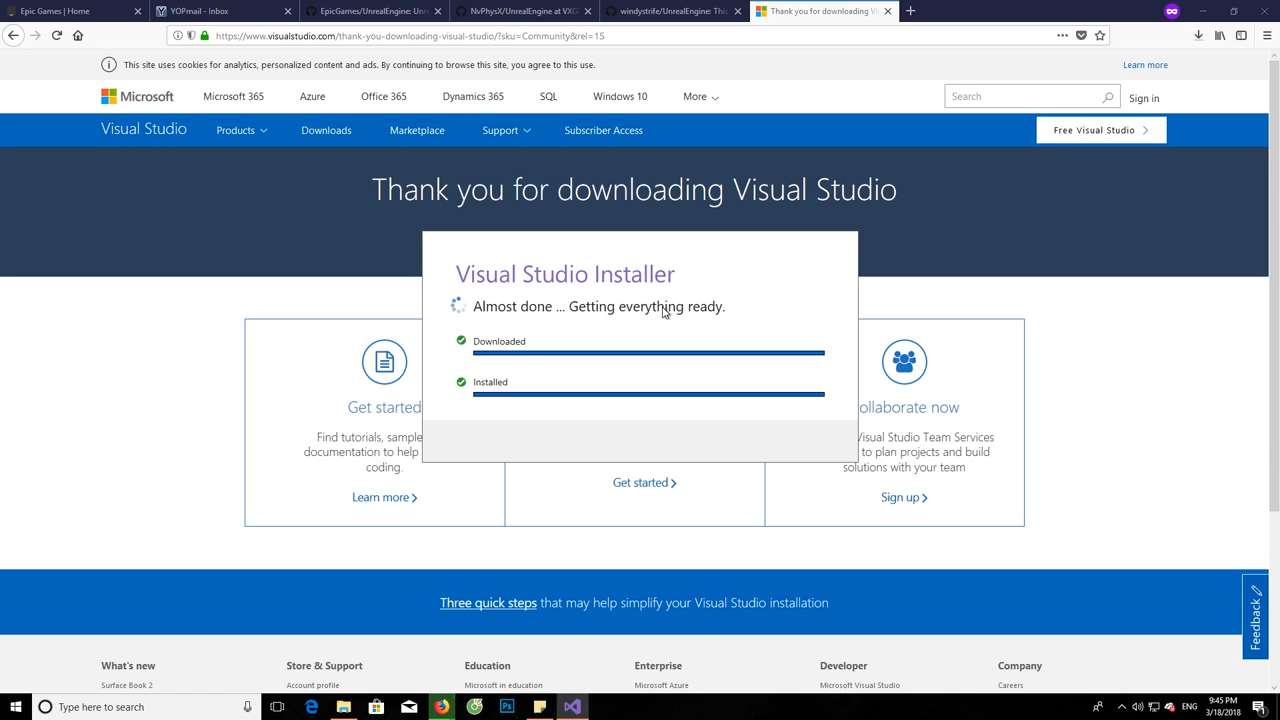 Epic Games | Home
YOPmail - Inbox
EpicGames/UnrealEngine: Unre
NvPhysX/UnrealEngine at VXGI
windystrife/UnrealEngine: This
Thank you for downloading Vi
https://www.visualstudio.com/thank-you-downloading-visual-studio/?sku=Community&rel=15
This site uses cookies for analytics, personalized content and ads. By continuing to browse this site, you agree to this use.
Learn more
Microsoft
Microsoft 365
Azure
Office 365
Dynamics 365
SQL
Windows 10
More
Search
Sign in
Visual Studio
Products
Downloads
Marketplace
Support
Subscriber Access
Free Visual Studio
Thank you for downloading Visual Studio
Visual Studio Installer
Almost done ... Getting everything ready.
Downloaded
Installed
Get started
Find tutorials, sample
documentation to help
coding.
Learn more
Get started
ollaborate now
Visual Studio Team Services
to plan projects and build
solutions with your team
Sign up
Three quick steps that may help simplify your Visual Studio installation
Feedback
What's new
Store & Support
Education
Enterprise
Developer
Company
Surface Book 2
Account profile
Microsoft in education
Microsoft Azure
Microsoft Visual Studio
Careers
Type here to search
Ps
9:45 PM
3/18/2018
1